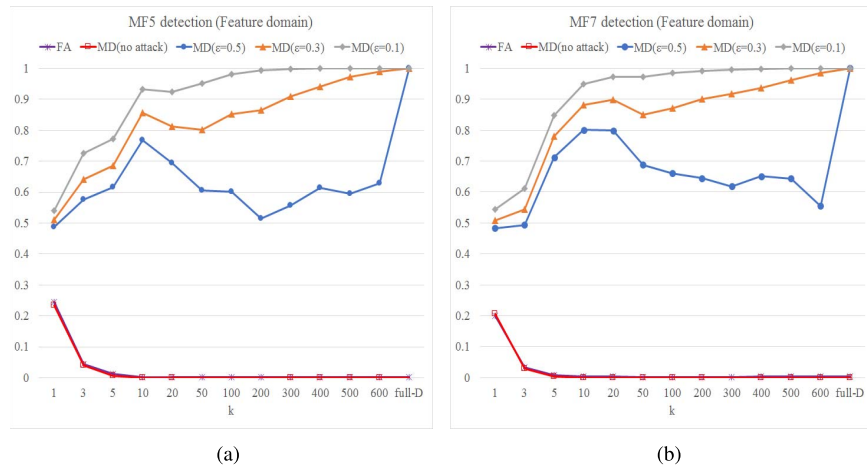 MF5 detection (Feature domain)
FA MD(no attack) MD(ε=0.5) MD(ε=0.3) MD(ε=0.1)
1
0.9
0.8
0.7
0.6
0.5
0.4
0.3
0.2
0.1
0
1 3 5 10 20 50 100 200 300 400 500 600 full-D
k
(a)
MF7 detection (Feature domain)
FA MD(no attack) MD(ε=0.5) MD(ε=0.3) MD(ε=0.1)
1
0.9
0.8
0.7
0.6
0.5
0.4
0.3
0.2
0.1
0
1 3 5 10 20 50 100 200 300 400 500 600 full-D
k
(b)